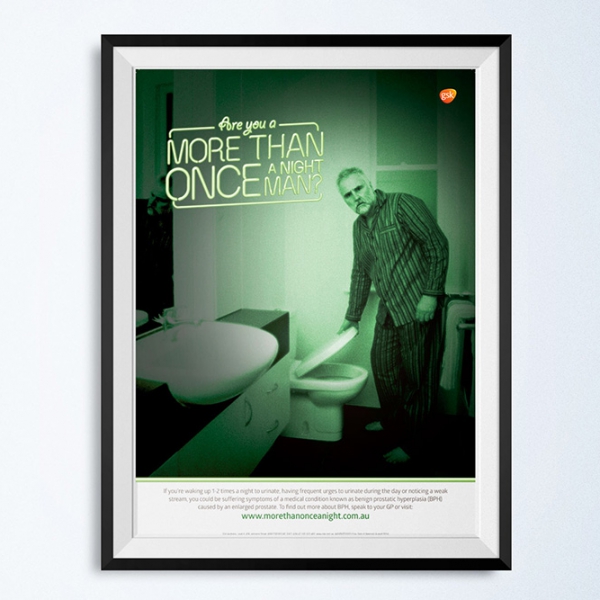 gsk
Are you a
MORE THAN
ONCE A NIGHT
MAN?
If you're waking up 1-2 times a night to urinate, having frequent urges to urinate during the day or noticing a weak
stream, you could be suffering symptoms of a medical condition known as benign prostatic hyperplasia (BPH)
caused by an enlarged prostate. To find out more about BPH, speak to your GP or visit:
www.morethanonceanight.com.au